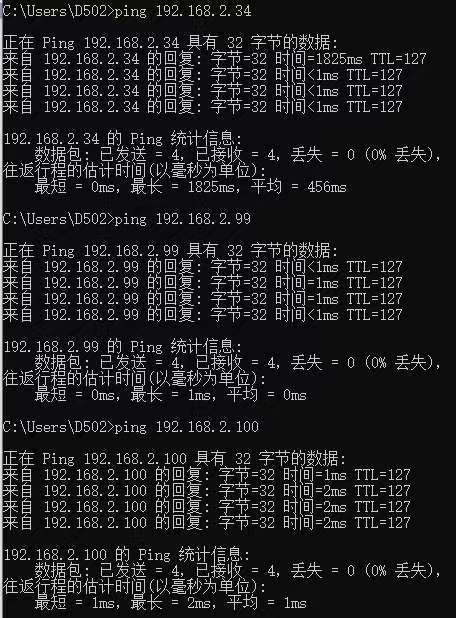 C:\Users\D502>ping 192.168.2.34
正在 Ping 192.168.2.34 具有 32 字节的数据:
来自 192.168.2.34 的回复: 字节=32 时间=1825ms TTL=127
来自 192.168.2.34 的回复: 字节=32 时间<1ms TTL=127
来自 192.168.2.34 的回复: 字节=32 时间<1ms TTL=127
来自 192.168.2.34 的回复: 字节=32 时间<1ms TTL=127
192.168.2.34 的 Ping 统计信息:
数据包: 已发送 = 4, 已接收 = 4, 丢失 = 0 (0% 丢失),
往返行程的估计时间(以毫秒为单位):
最短 = 0ms, 最长 = 1825ms, 平均 = 456ms
C:\Users\D502>ping 192.168.2.99
正在 Ping 192.168.2.99 具有 32 字节的数据:
来自 192.168.2.99 的回复: 字节=32 时间<1ms TTL=127
来自 192.168.2.99 的回复: 字节=32 时间=1ms TTL=127
来自 192.168.2.99 的回复: 字节=32 时间=1ms TTL=127
来自 192.168.2.99 的回复: 字节=32 时间<1ms TTL=127
192.168.2.99 的 Ping 统计信息:
数据包: 已发送 = 4, 已接收 = 4, 丢失 = 0 (0% 丢失),
往返行程的估计时间(以毫秒为单位):
最短 = 0ms, 最长 = 1ms, 平均 = 0ms
C:\Users\D502>ping 192.168.2.100
正在 Ping 192.168.2.100 具有 32 字节的数据:
来自 192.168.2.100 的回复: 字节=32 时间=1ms TTL=127
来自 192.168.2.100 的回复: 字节=32 时间=2ms TTL=127
来自 192.168.2.100 的回复: 字节=32 时间=2ms TTL=127
来自 192.168.2.100 的回复: 字节=32 时间=2ms TTL=127
192.168.2.100 的 Ping 统计信息:
数据包: 已发送 = 4, 已接收 = 4, 丢失 = 0 (0% 丢失),
往返行程的估计时间(以毫秒为单位):
最短 = 1ms, 最长 = 2ms, 平均 = 1ms